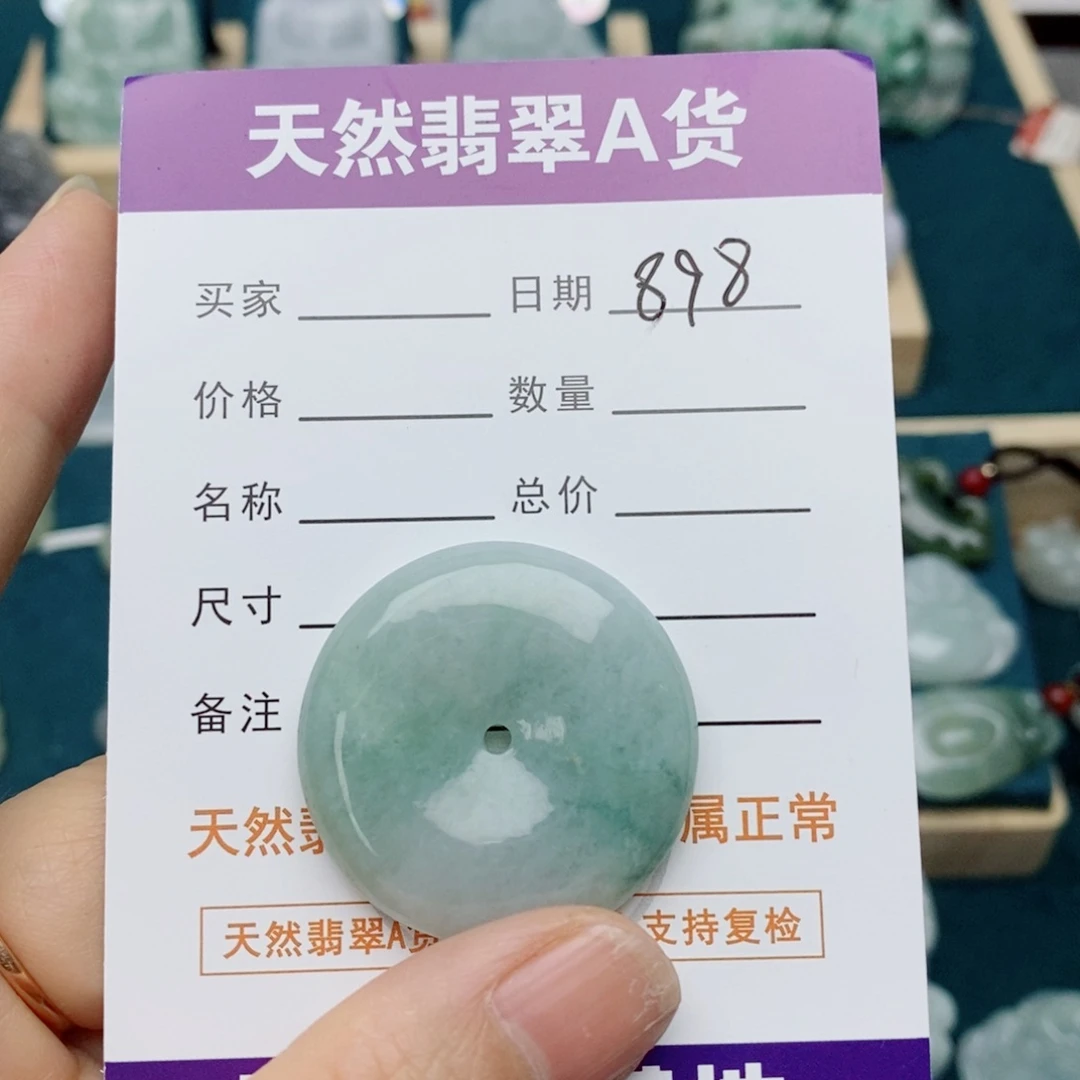 天然翡翠A货
买家 日期 898
价格 数量
名称 总价
尺寸
备注
天然 属正常
天然翡翠A货 支持复检